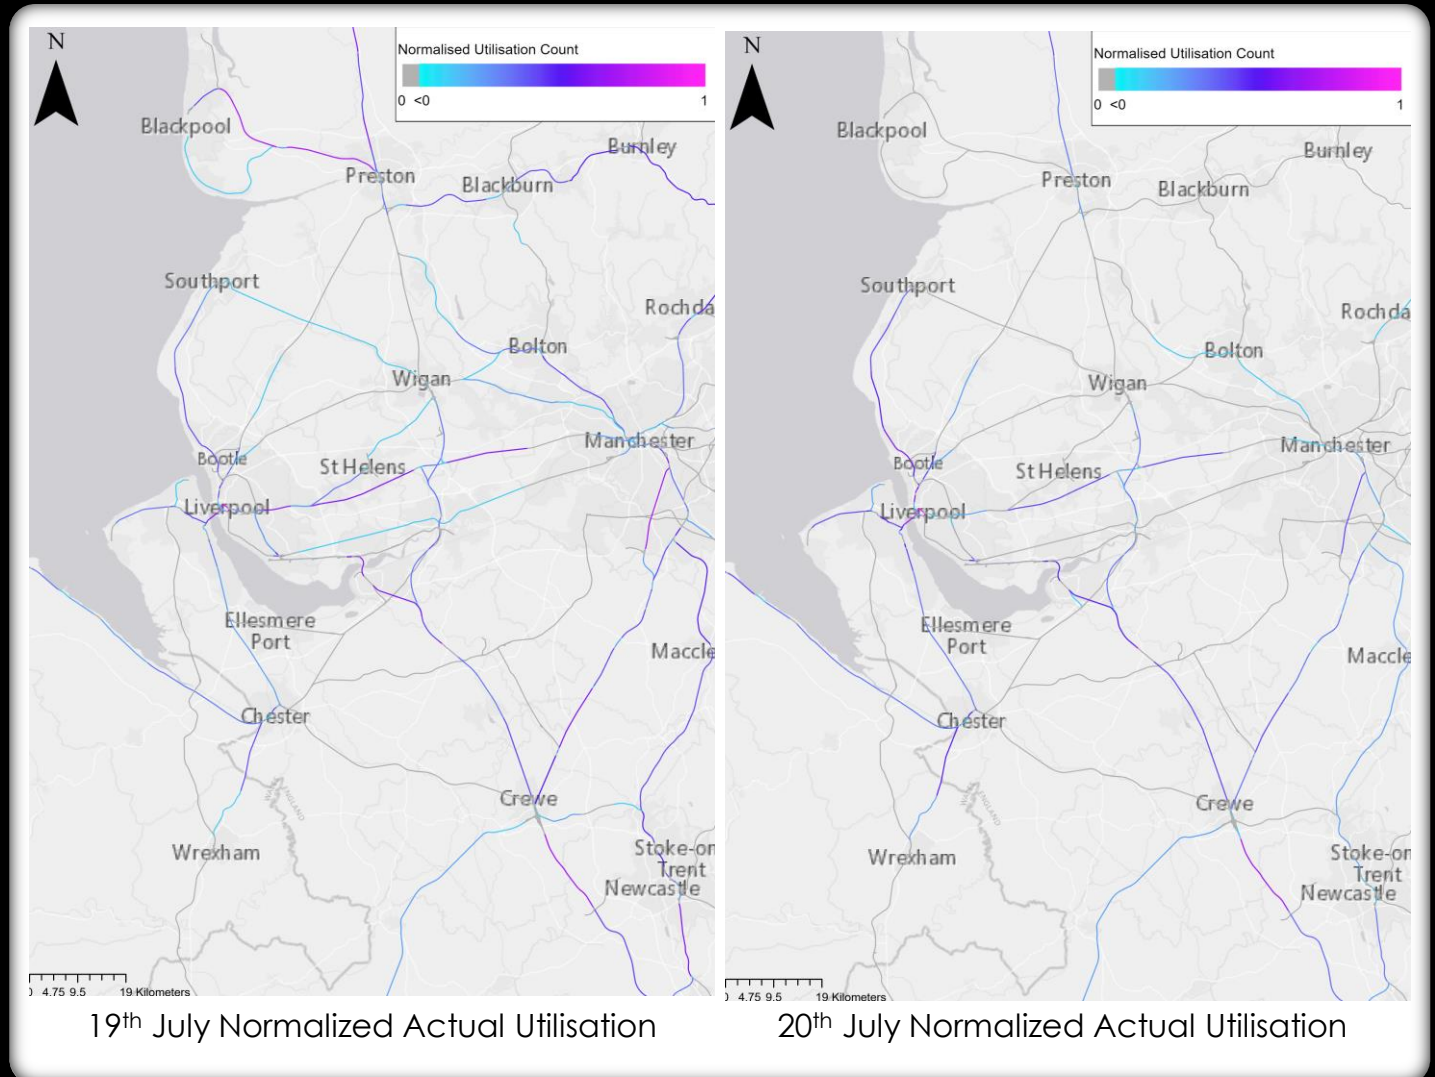 N
Normalised Utilisation Count
0 <0 1
Blackpool
Burnley
Preston
Blackburn
Southport
Rochda
Bolton
Wigan
Manchester
Bootle
St Helens
Liverpool
Ellesmere
Port
Maccle
Chester
WALES
ENGLAND
Crewe
Wrexham
Stoke-on
Trent
Newcastle
4.75 9.5 19 Kilometers
19th July Normalized Actual Utilisation
N
Normalised Utilisation Count
0 <0 1
Blackpool
Burnley
Preston
Blackburn
Southport
Rochda
Bolton
Wigan
Manchester
Bootle
St Helens
Liverpool
Ellesmere
Port
Maccle
Chester
ENGLAND
Crewe
Wrexham
Stoke-on
Trent
Newcastle
4.75 9.5 19 Kilometers
20th July Normalized Actual Utilisation